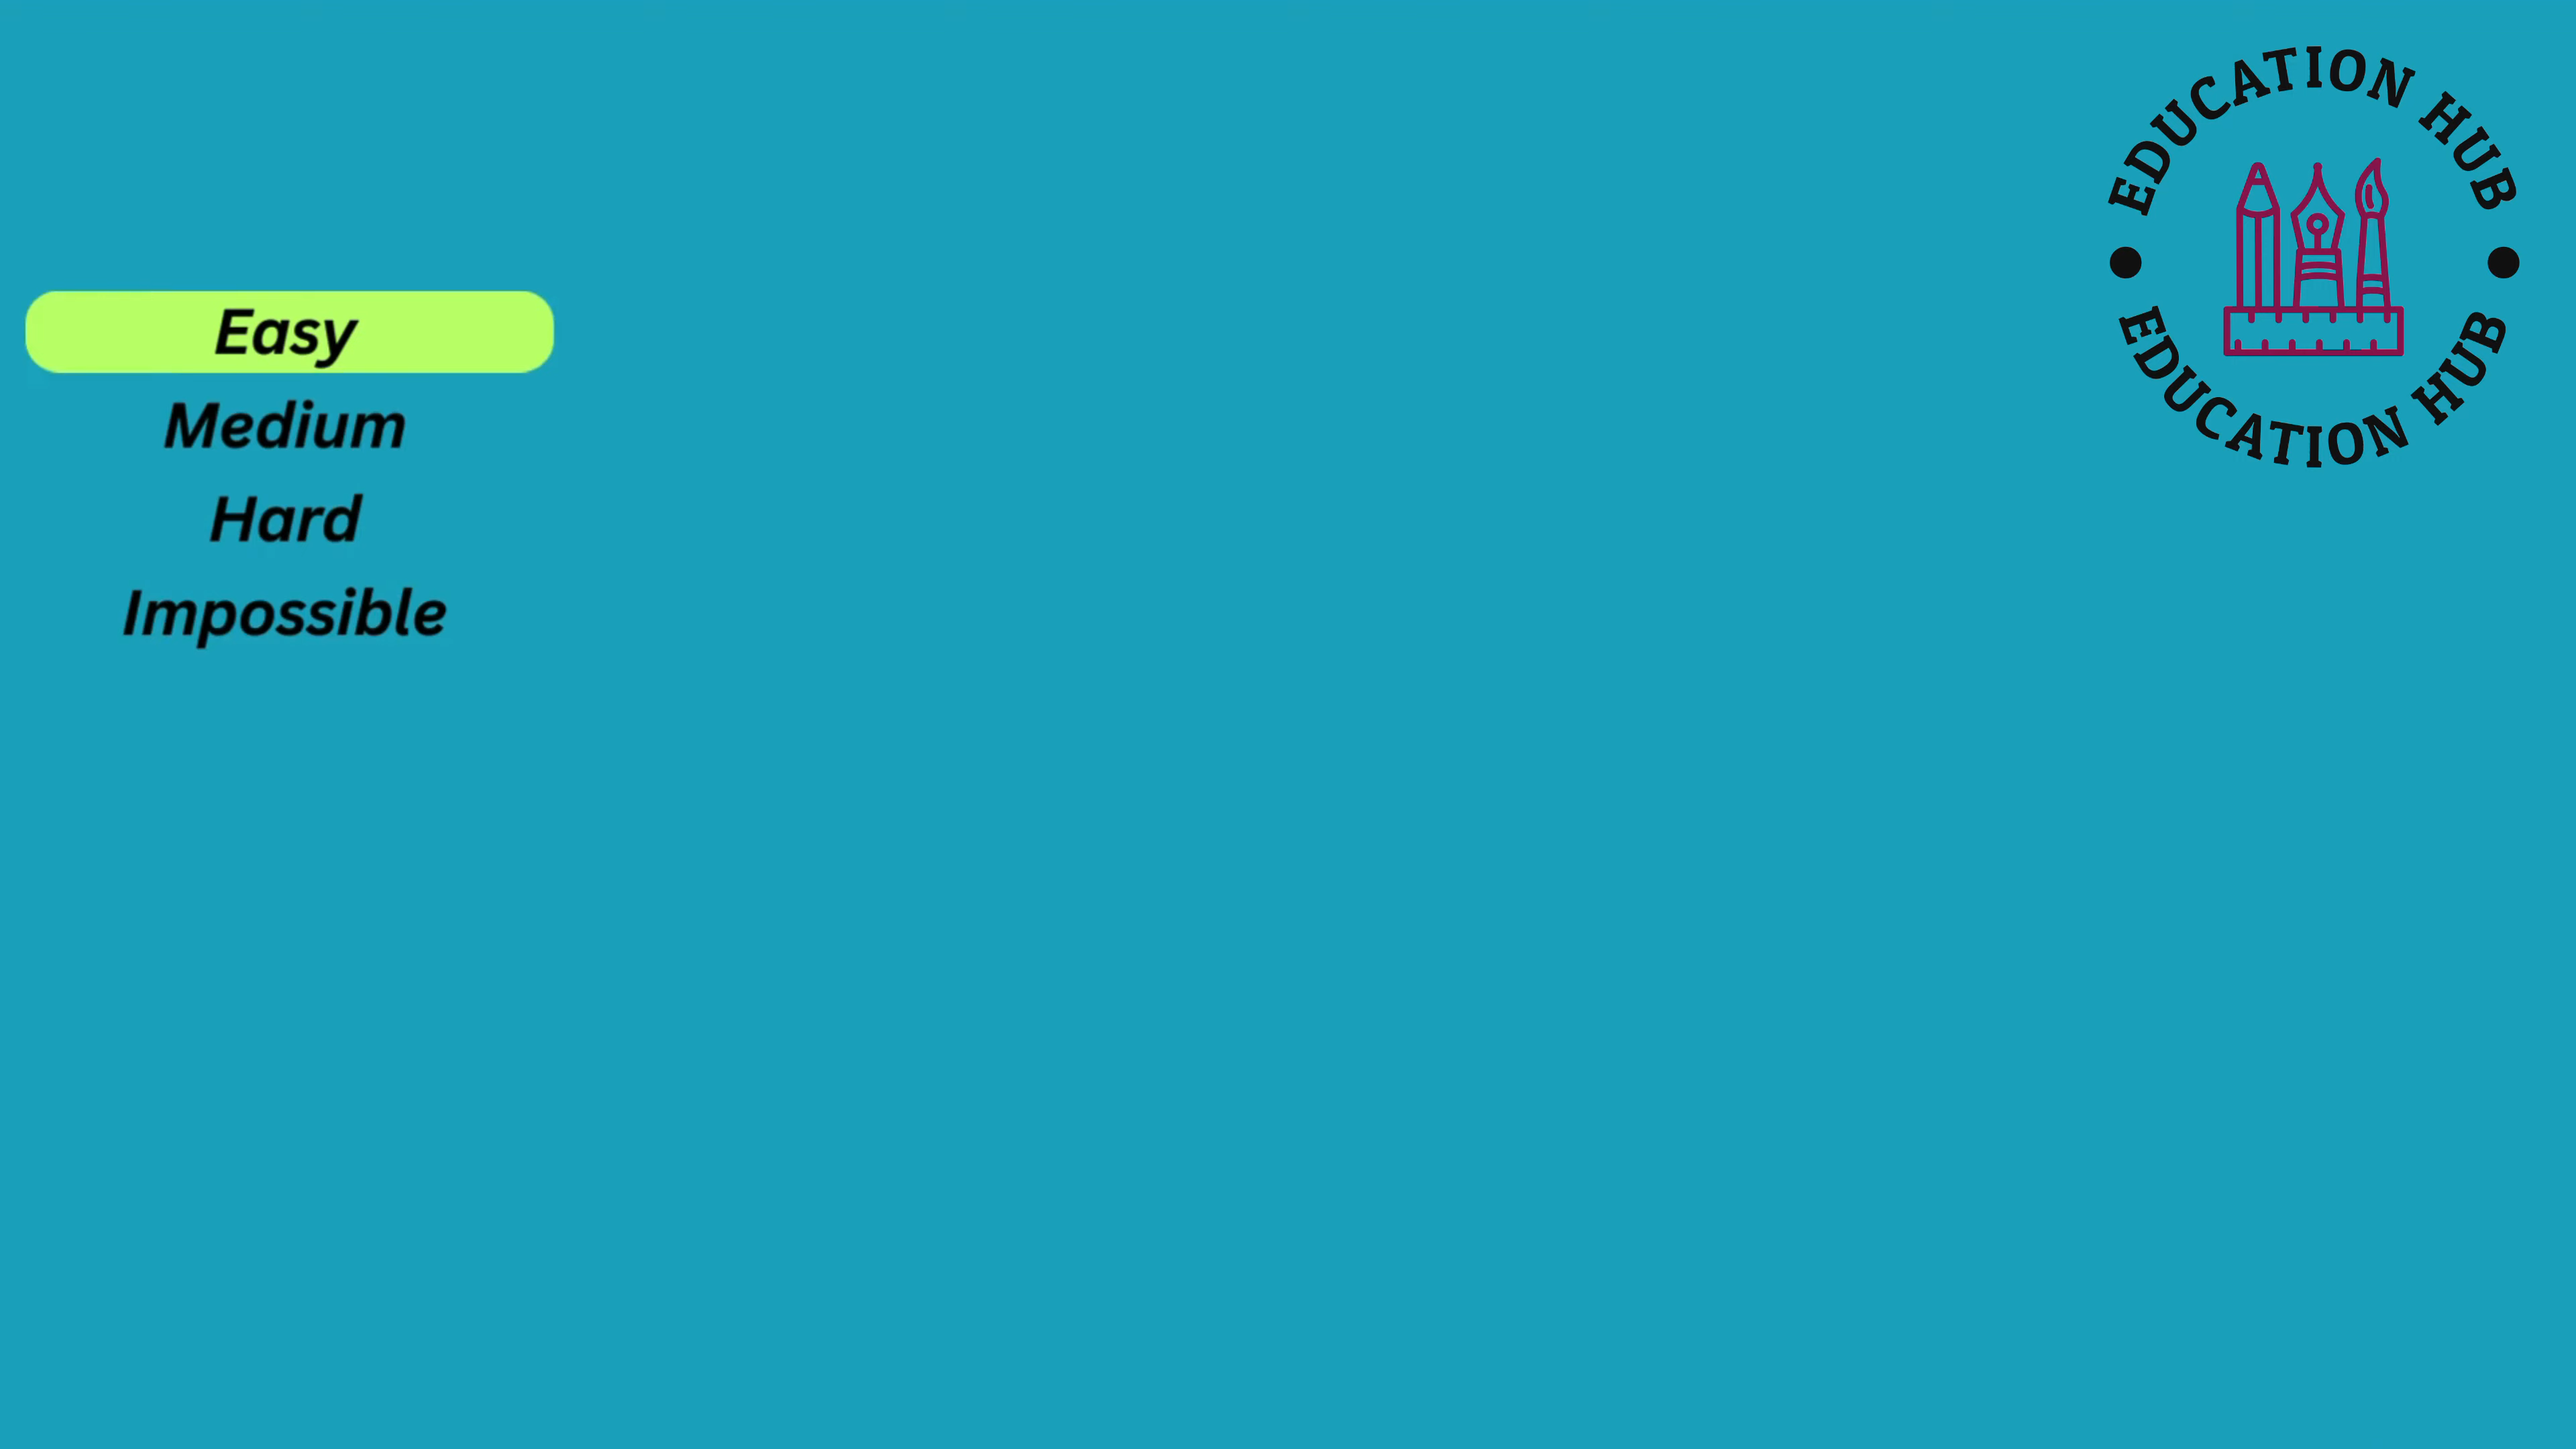 EDUCATION HUB
Easy
Medium
Hard
Impossible
EDUCATION HUB